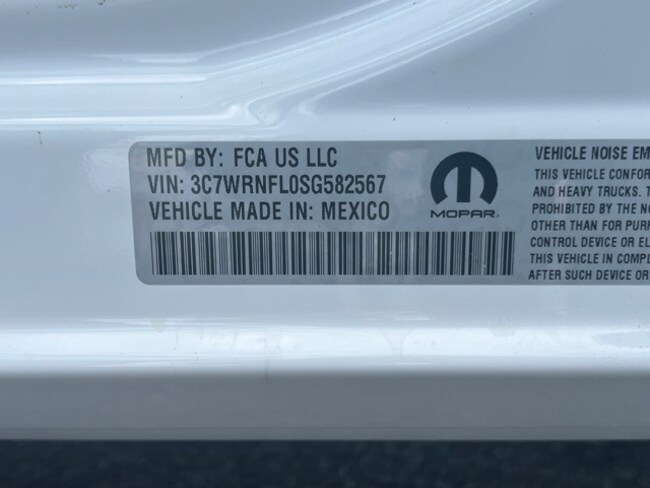 MFD BY: FCA US LLC
VIN: 3C7WRNFL0SG582567
VEHICLE MADE IN: MEXICO
MOPAR
VEHICLE NOISE EM
THIS VEHICLE CONFOR
AND HEAVY TRUCKS. T
PROHIBITED BY THE NO
OTHER THAN FOR PURP
CONTROL DEVICE OR EL
THIS VEHICLE IN COMPL
AFTER SUCH DEVICE OR